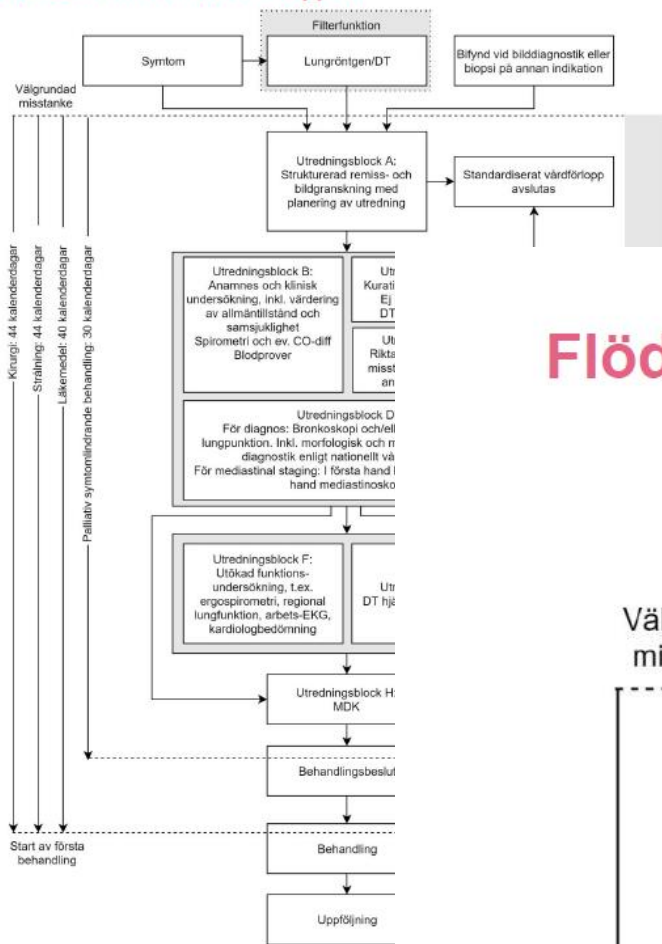 Filterfunktion
Symtom
Lungröntgen/DT
Bifynd vid bilddiagnostik eller
biopsi på annan indikation
Välgrundad
misstanke
Utredningsblock A:
Strukturerad remiss- och
bildgranskning med
planering av utredning
Standardiserat vårdförlopp
avslutas
Kirurgi: 44 kalenderdagar
Strålning: 44 kalenderdagar
Läkemedel: 40 kalenderdagar
Palliativ symtomlindrande behandling: 30 kalenderdagar
Utredningsblock B:
Anamnes och klinisk
undersökning, inkl. värdering
av allmäntillstånd och
samsjuklighet
Spirometri och ev. CO-diff
Blodprover
Utr
Kurati
Ej
DT
Ut
Rikta
misst
an
Flöd
Utredningsblock D
För diagnos: Bronkoskopi och/ell
lungpunktion. Inkl. morfologisk och m
diagnostik enligt nationellt vå
För mediastinal staging: I första hand
hand mediastinosko
Utredningsblock F:
Utökad funktions-
undersökning, t.ex.
ergospirometri, regional
lungfunktion, arbets-EKG,
kardiologbedömning
Utr
DT hjä
Väl
mi
Utredningsblock H:
MDK
Behandlingsbeslut
Start av första
behandling
Behandling
Uppföljning